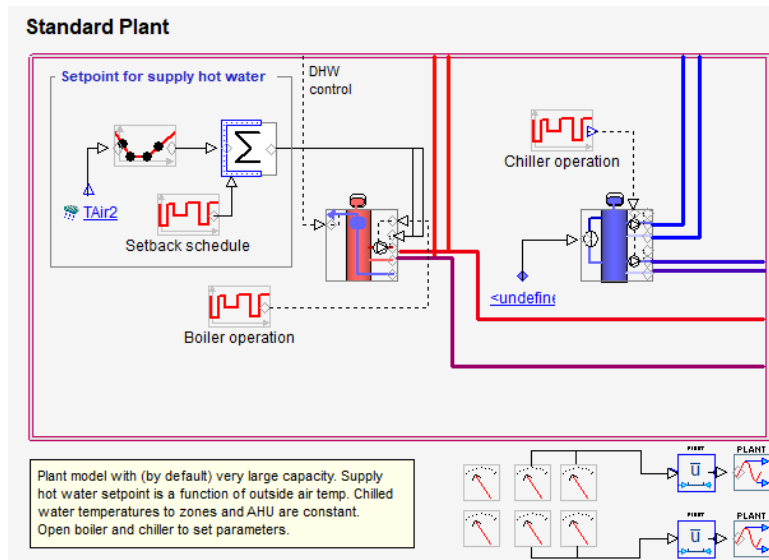 Standard Plant
Setpoint for supply hot water
DHW
control
TAir2
Setback schedule
Boiler operation
Chiller operation
<undefine
Σ
Plant model with (by default) very large capacity. Supply
hot water setpoint is a function of outside air temp. Chilled
water temperatures to zones and AHU are constant.
Open boiler and chiller to set parameters.
PLANT
ū
PLANT
ū